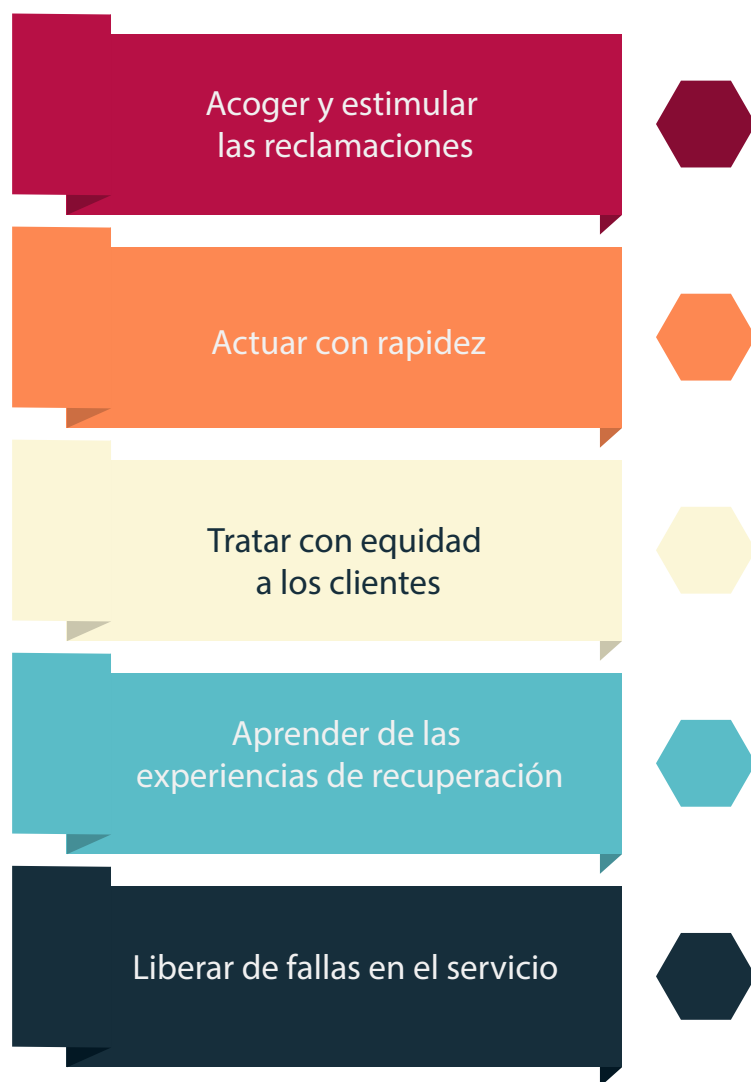 Acoger y estimular
las reclamaciones
Actuar con rapidez
Tratar con equidad
a los clientes
Aprender de las
experiencias de recuperación
Liberar de fallas en el servicio